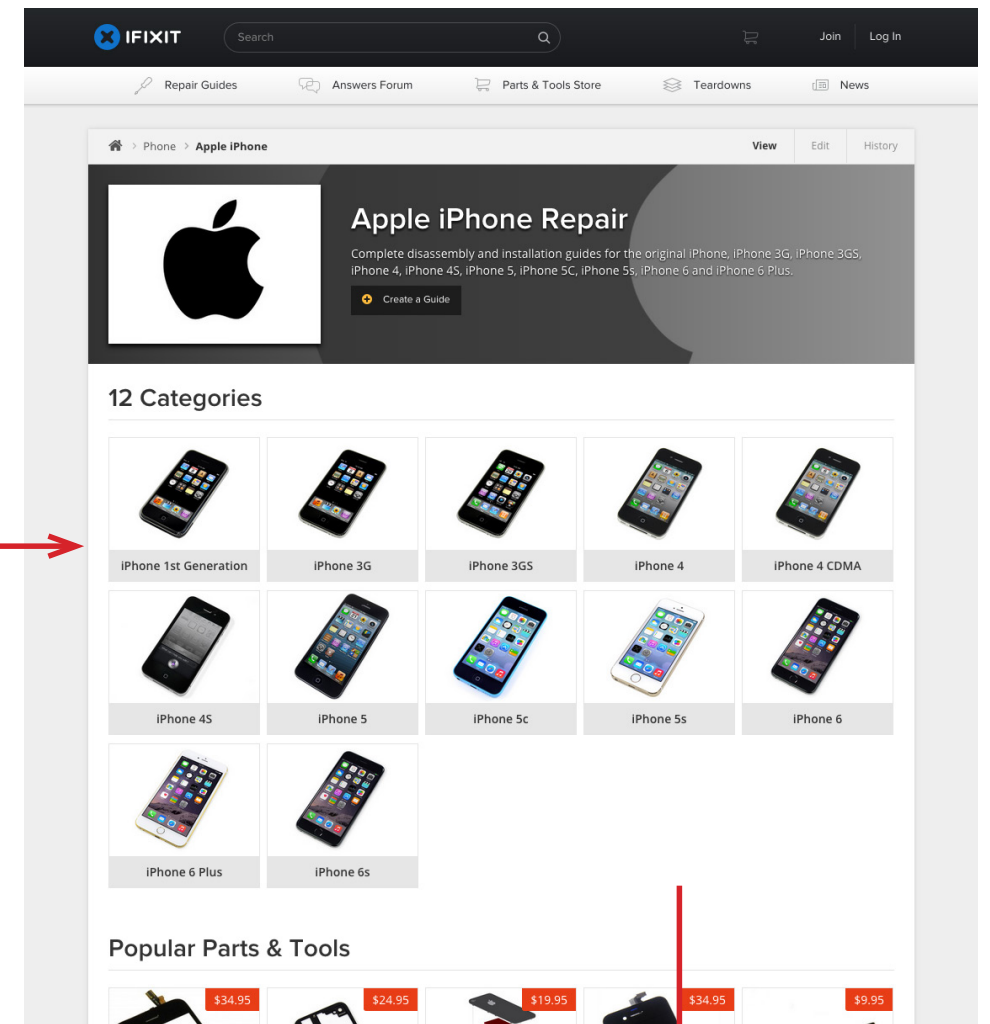 IFIXIT
Search
Join
Log In
Repair Guides
Answers Forum
Parts & Tools Store
Teardowns
News
Phone
Apple iPhone
View
Edit
History
Apple iPhone Repair
Complete disassembly and installation guides for the original iPhone, iPhone 3G, iPhone 3GS,
iPhone 4, iPhone 4S, iPhone 5, iPhone 5C, iPhone 5s, iPhone 6 and iPhone 6 Plus.
Create a Guide
12 Categories
iPhone 1st Generation
iPhone 3G
iPhone 3GS
iPhone 4
iPhone 4 CDMA
iPhone 4S
iPhone 5
iPhone 5c
iPhone 5s
iPhone 6
iPhone 6 Plus
iPhone 6s
Popular Parts & Tools
$34.95
$24.95
$19.95
$34.95
$9.95